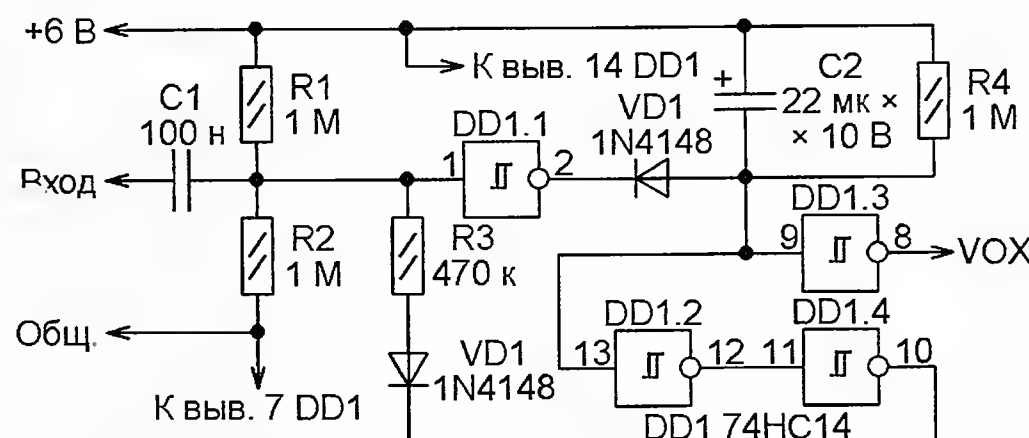 +6 В
К выв. 14 DD1
C1
100 н
R1
1 М
DD1.1
1
2
VD1
1N4148
+
C2
22 мк ×
× 10 В
R4
1 М
Вход
R2
1 М
R3
470 к
DD1.3
9
8
VOX
Общ.
DD1.2
13
12
DD1.4
11
10
VD1
1N4148
К выв. 7 DD1
DD1 74HC14